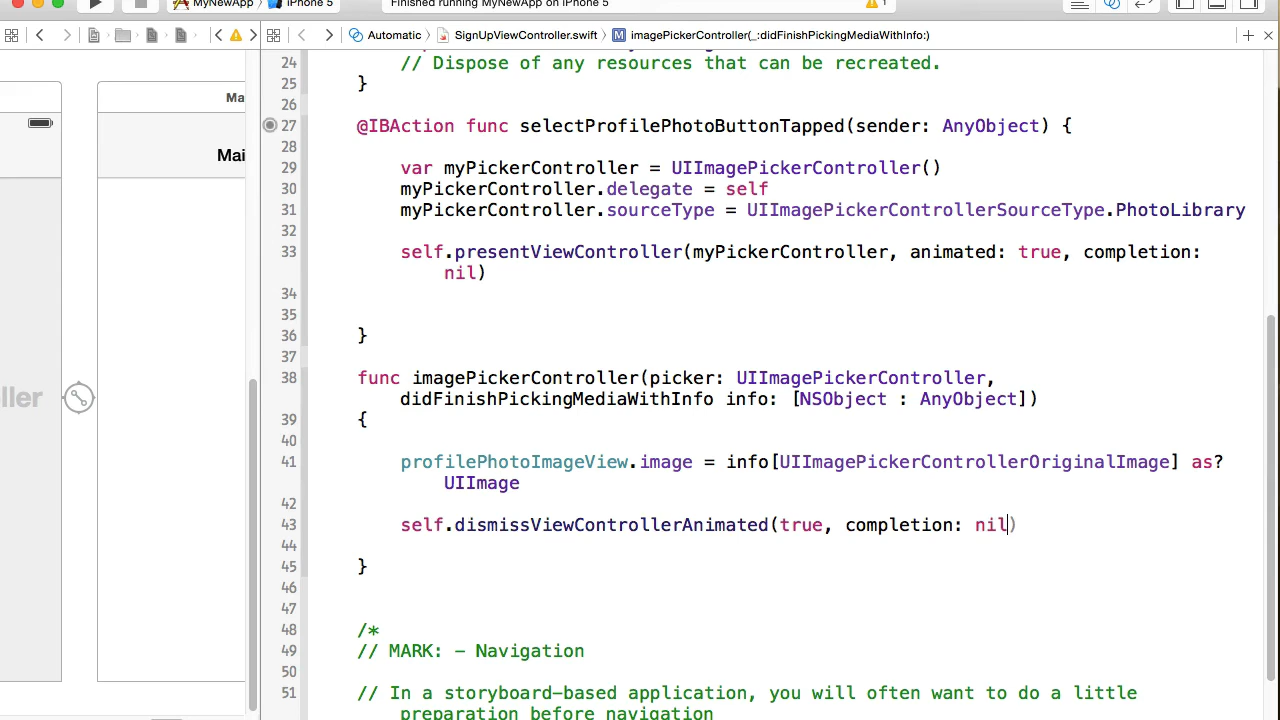 MyNewApp 〉 iPhone 5
Finished running MyNewApp on iPhone 5
1
Automatic 〉 SignUpViewController.swift 〉 M imagePickerController(_:didFinishPickingMediaWithInfo:)
Ma
Mai
ller
24 // Dispose of any resources that can be recreated.
25 }
26
27 @IBAction func selectProfilePhotoButtonTapped(sender: AnyObject) {
28
29 var myPickerController = UIImagePickerController()
30 myPickerController.delegate = self
31 myPickerController.sourceType = UIImagePickerControllerSourceType.PhotoLibrary
32
33 self.presentViewController(myPickerController, animated: true, completion:
nil)
34
35
36 }
37
38 func imagePickerController(picker: UIImagePickerController,
didFinishPickingMediaWithInfo info: [NSObject : AnyObject])
39 {
40
41 profilePhotoImageView.image = info[UIImagePickerControllerOriginalImage] as?
UIImage
42
43 self.dismissViewControllerAnimated(true, completion: nil)
44
45 }
46
47
48 /*
49 // MARK: - Navigation
50
51 // In a storyboard-based application, you will often want to do a little
preparation before navigation